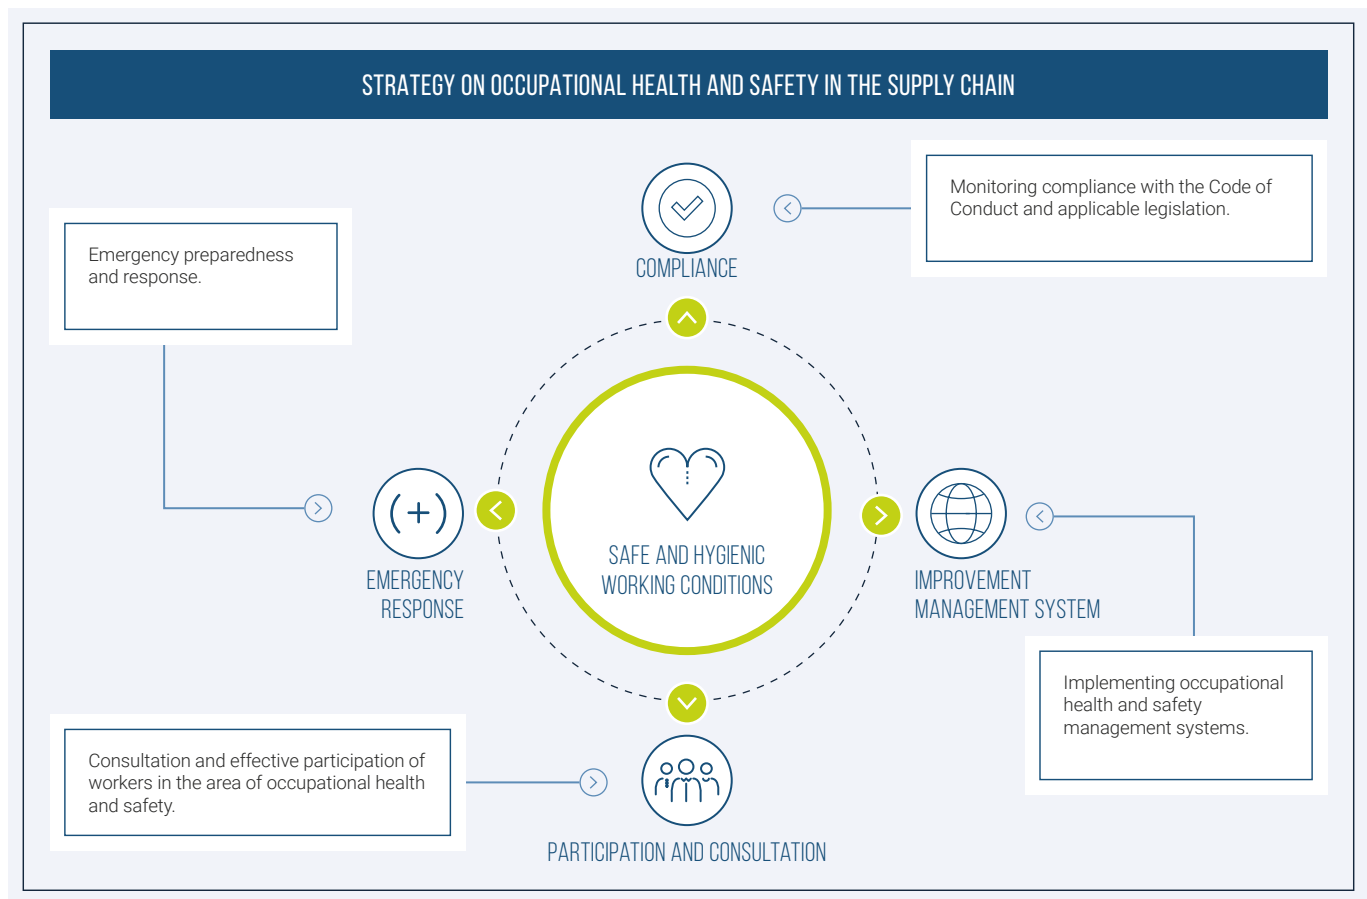 STRATEGY ON OCCUPATIONAL HEALTH AND SAFETY IN THE SUPPLY CHAIN
Monitoring compliance with the Code of
Conduct and applicable legislation.
COMPLIANCE
Emergency preparedness
and response.
SAFE AND HYGIENIC
WORKING CONDITIONS
EMERGENCY
RESPONSE
IMPROVEMENT
MANAGEMENT SYSTEM
Implementing occupational
health and safety
management systems.
Consultation and effective participation of
workers in the area of occupational health
and safety.
PARTICIPATION AND CONSULTATION